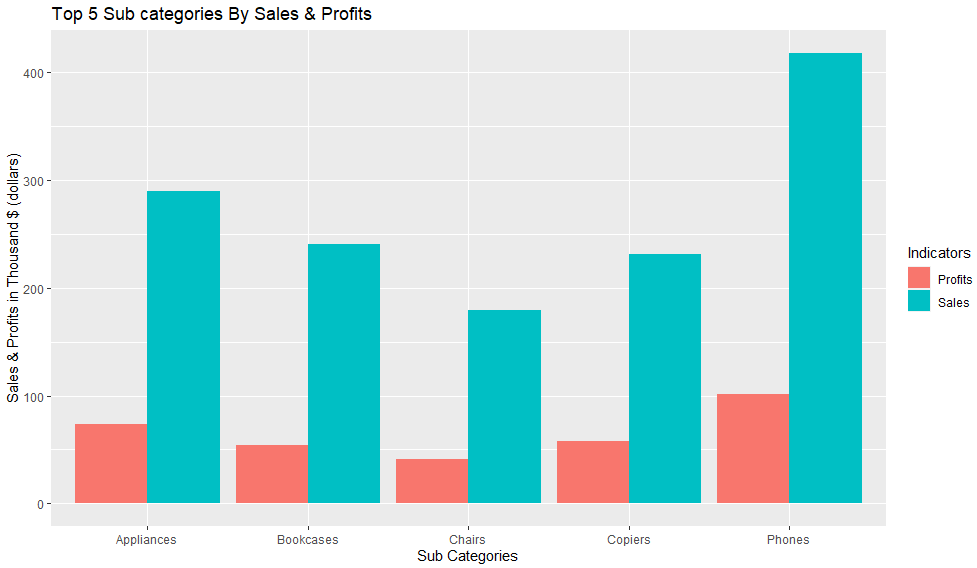 Top 5 Sub categories By Sales & Profits
Sales & Profits in Thousand $ (dollars)
400
300
200
100
0
Appliances
Bookcases
Chairs
Copiers
Phones
Sub Categories
Indicators
Profits
Sales